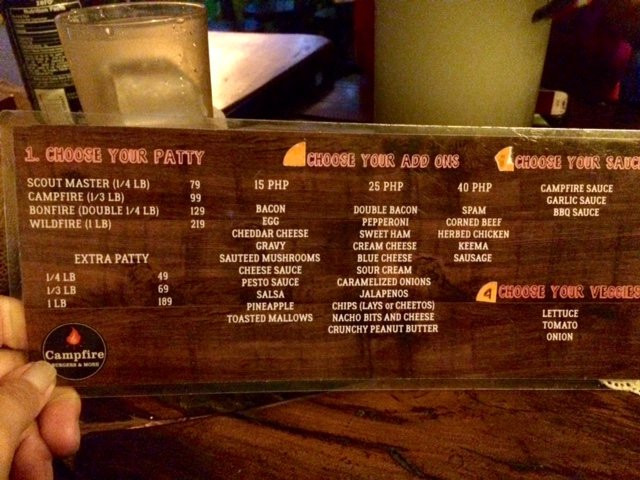 1. CHOOSE YOUR PATTY
SCOUT MASTER (1/4 LB) 79
CAMPFIRE (1/3 LB) 99
BONFIRE (DOUBLE 1/4 LB) 129
WILDFIRE (1 LB) 219
EXTRA PATTY
1/4 LB 49
1/3 LB 69
1 LB 189
Campfire
BURGERS & MORE
CHOOSE YOUR ADD ONS
15 PHP
BACON
EGG
CHEDDAR CHEESE
GRAVY
SAUTEED MUSHROOMS
CHEESE SAUCE
PESTO SAUCE
SALSA
PINEAPPLE
TOASTED MALLOWS
25 PHP
DOUBLE BACON
PEPPERONI
SWEET HAM
CREAM CHEESE
BLUE CHEESE
SOUR CREAM
CARAMELIZED ONIONS
JALAPENOS
CHIPS (LAYS or CHEETOS)
NACHO BITS AND CHEESE
CRUNCHY PEANUT BUTTER
40 PHP
SPAM
CORNED BEEF
HERBED CHICKEN
KEEMA
SAUSAGE
CHOOSE YOUR SAUC
CAMPFIRE SAUCE
GARLIC SAUCE
BBQ SAUCE
4 CHOOSE YOUR VEGGIES
LETTUCE
TOMATO
ONION